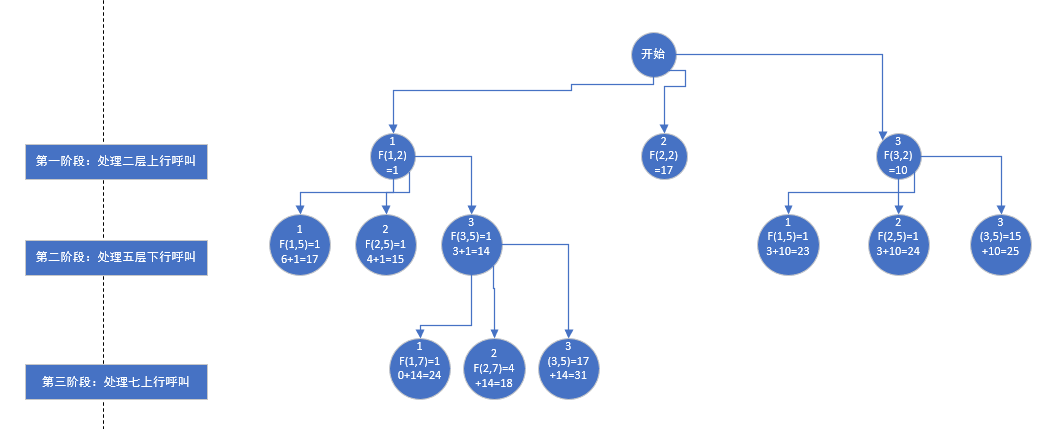 开始
第一阶段：处理二层上行呼叫
1
F(1,2)
=1
2
F(2,2)
=17
3
F(3,2)
=10
第二阶段：处理五层下行呼叫
1
F(1,5)=1
6+1=17
2
F(2,5)=1
4+1=15
3
F(3,5)=1
3+1=14
1
F(1,5)=1
3+10=23
2
F(2,5)=1
3+10=24
3
(3,5)=15
+10=25
第三阶段：处理七上行呼叫
1
F(1,7)=1
0+14=24
2
F(2,7)=4
+14=18
3
(3,5)=17
+14=31